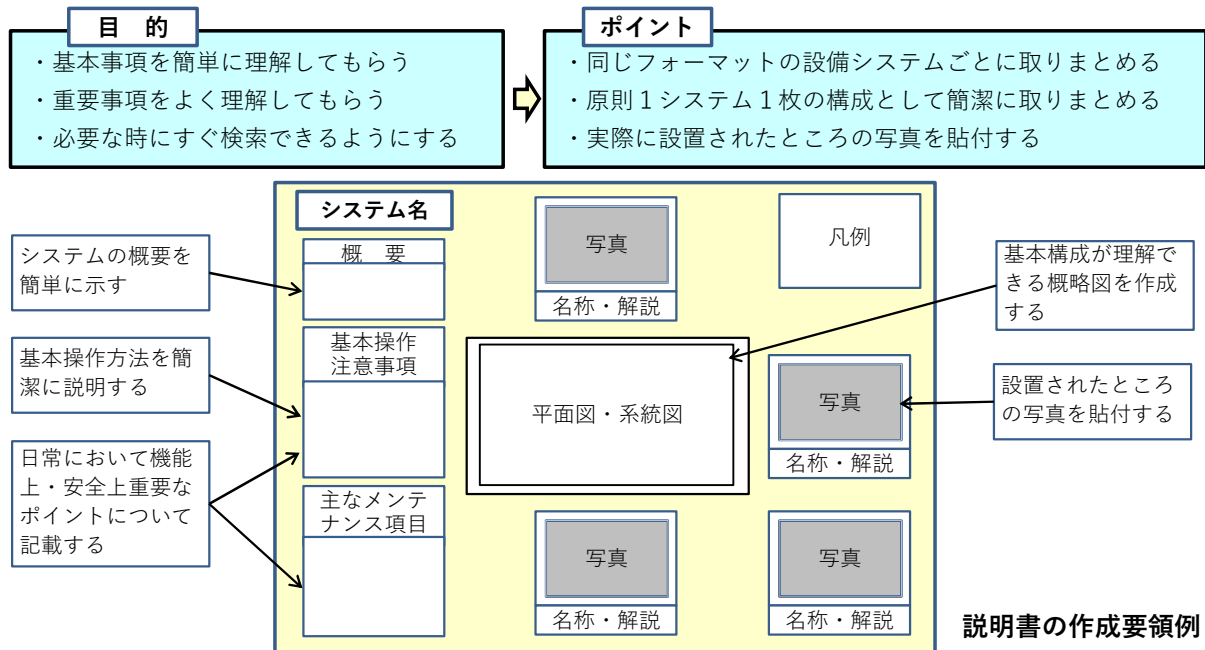 目　的
・基本事項を簡単に理解してもらう
・重要事項をよく理解してもらう
・必要な時にすぐ検索できるようにする
ポイント
・同じフォーマットの設備システムごとに取りまとめる
・原則１システム１枚の構成として簡潔に取りまとめる
・実際に設置されたところの写真を貼付する
システムの概要を
簡単に示す
基本操作方法を簡
潔に説明する
日常において機能
上・安全上重要な
ポイントについて
記載する
システム名
概　要
基本操作
注意事項
主なメンテ
ナンス項目
写真
名称・解説
凡例
平面図・系統図
写真
名称・解説
写真
名称・解説
写真
名称・解説
基本構成が理解で
きる概略図を作成
する
設置されたところ
の写真を貼付する
説明書の作成要領例